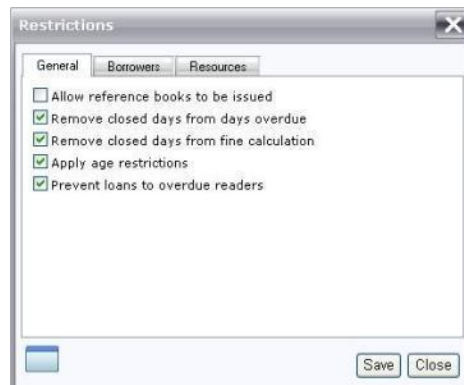 Restrictions
General Borrowers Resources
Allow reference books to be issued
Remove closed days from days overdue
Remove closed days from fine calculation
Apply age restrictions
Prevent loans to overdue readers
Save Close